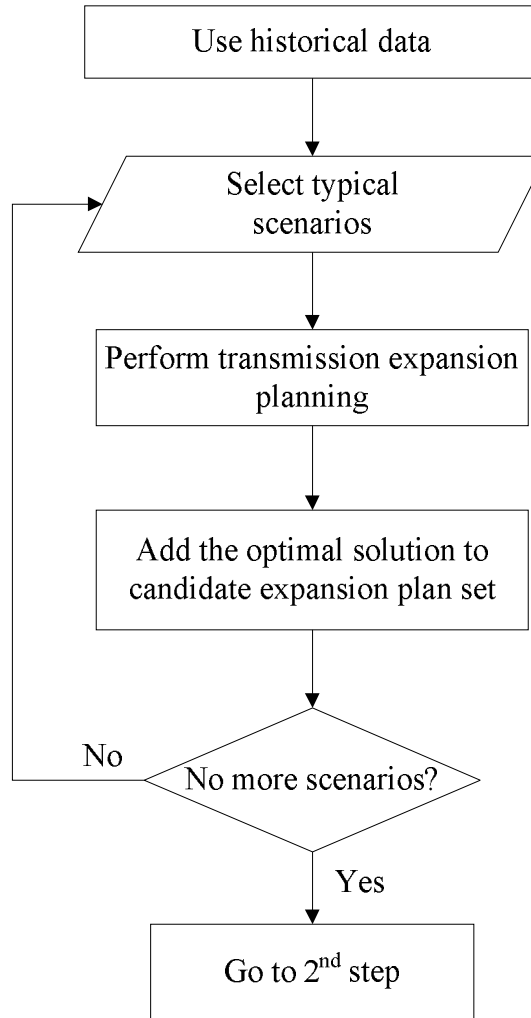 Use historical data
Select typical
scenarios
Perform transmission expansion
planning
Add the optimal solution to
candidate expansion plan set
No
No more scenarios?
Yes
Go to 2nd step